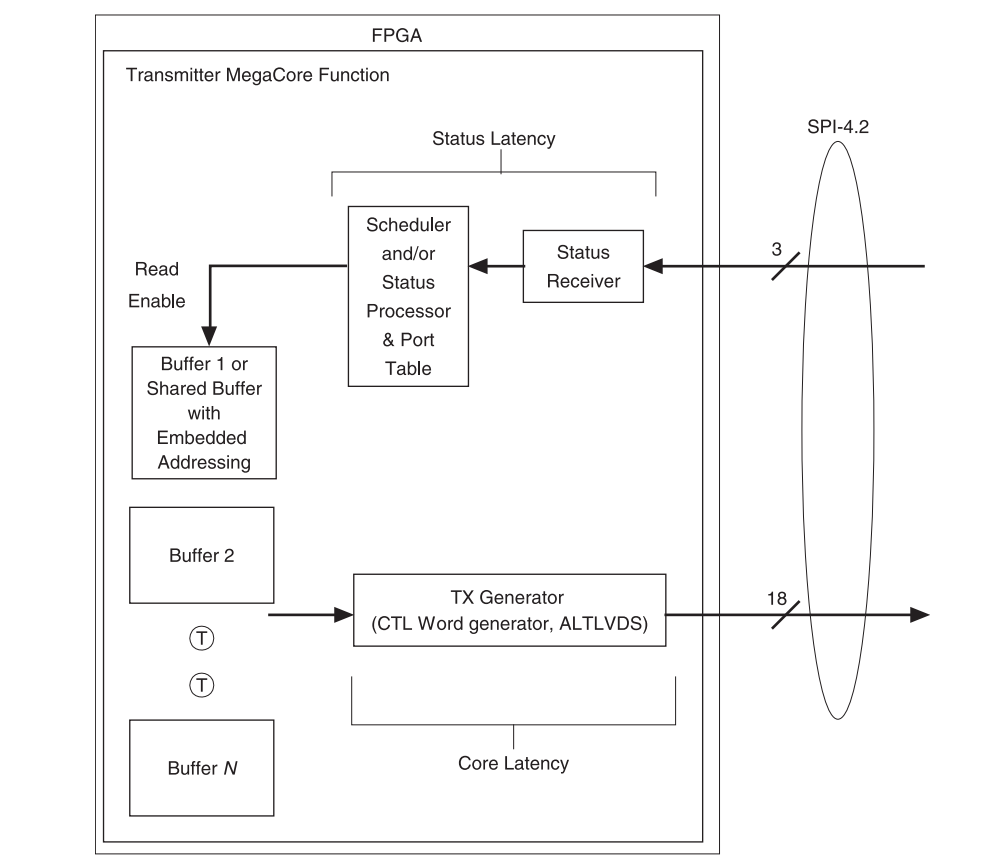 FPGA
Transmitter MegaCore Function
SPI-4.2
Status Latency
Scheduler
and/or
Status
Processor
& Port
Table
Status
Receiver
3
Read
Enable
Buffer 1 or
Shared Buffer
with
Embedded
Addressing
Buffer 2
TX Generator
(CTL Word generator, ALTLVDS)
18
T
T
Buffer N
Core Latency